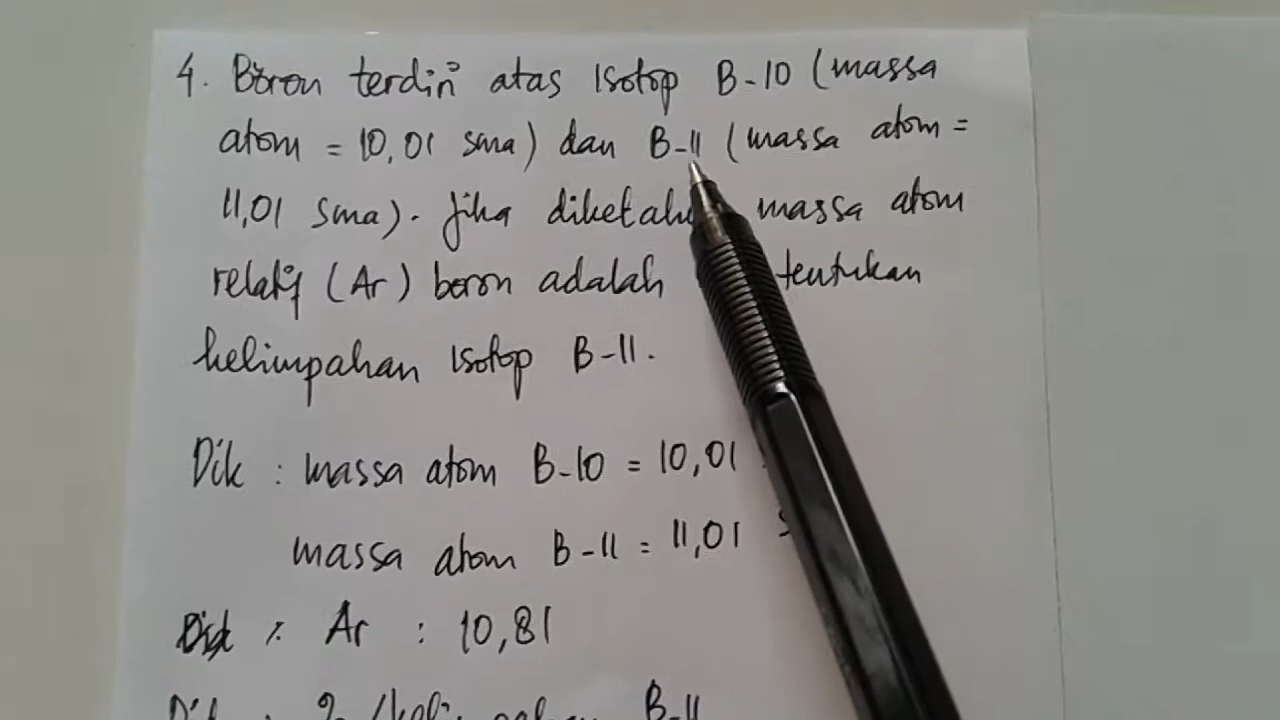 4. Boron terdiri atas Isotop B-10 (massa
atom = 10,01 sma) dan B-11 (massa atom =
11,01 sma). Jika massa atom
relatif (Ar) boron adalah tentukan
kelimpahan Isotop B-11.
Dik : massa atom B-10 = 10,01
massa atom B-11 = 11,01
Ar : 10,81
B-11